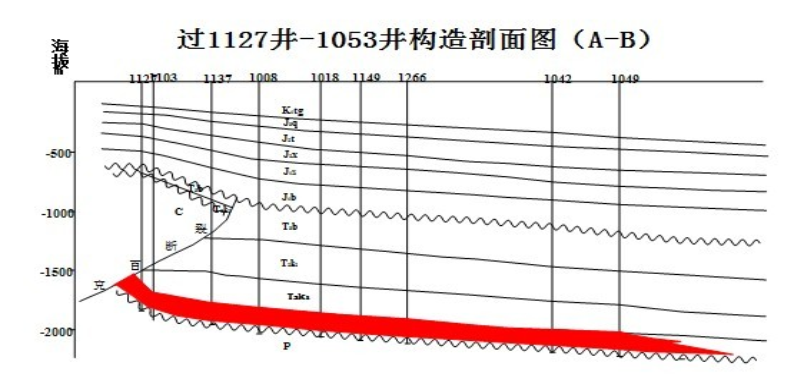 过1127井-1053井构造剖面图（A-B）
海拔m
1127 1103 1137 1008 1018 1149 1266 1042 1049
K₁tg
J₃q
J₂t
J₂x
-500
J₁s
J₁b
C
-1000
T₃b
裂
断
百
T₂k₂
-1500
克
T₂k₁
-2000
P